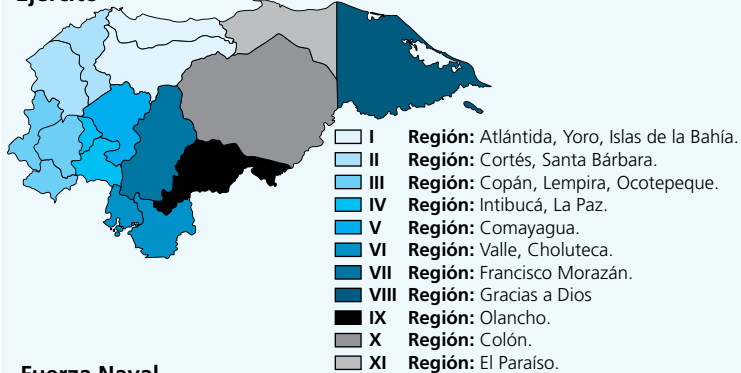 Ejército
I Región: Atlántida, Yoro, Islas de la Bahía.
II Región: Cortés, Santa Bárbara.
III Región: Copán, Lempira, Ocotepeque.
IV Región: Intibucá, La Paz.
V Región: Comayagua.
VI Región: Valle, Choluteca.
VII Región: Francisco Morazán.
VIII Región: Gracias a Dios
IX Región: Olancho.
X Región: Colón.
XI Región: El Paraíso.
Fuerza Naval